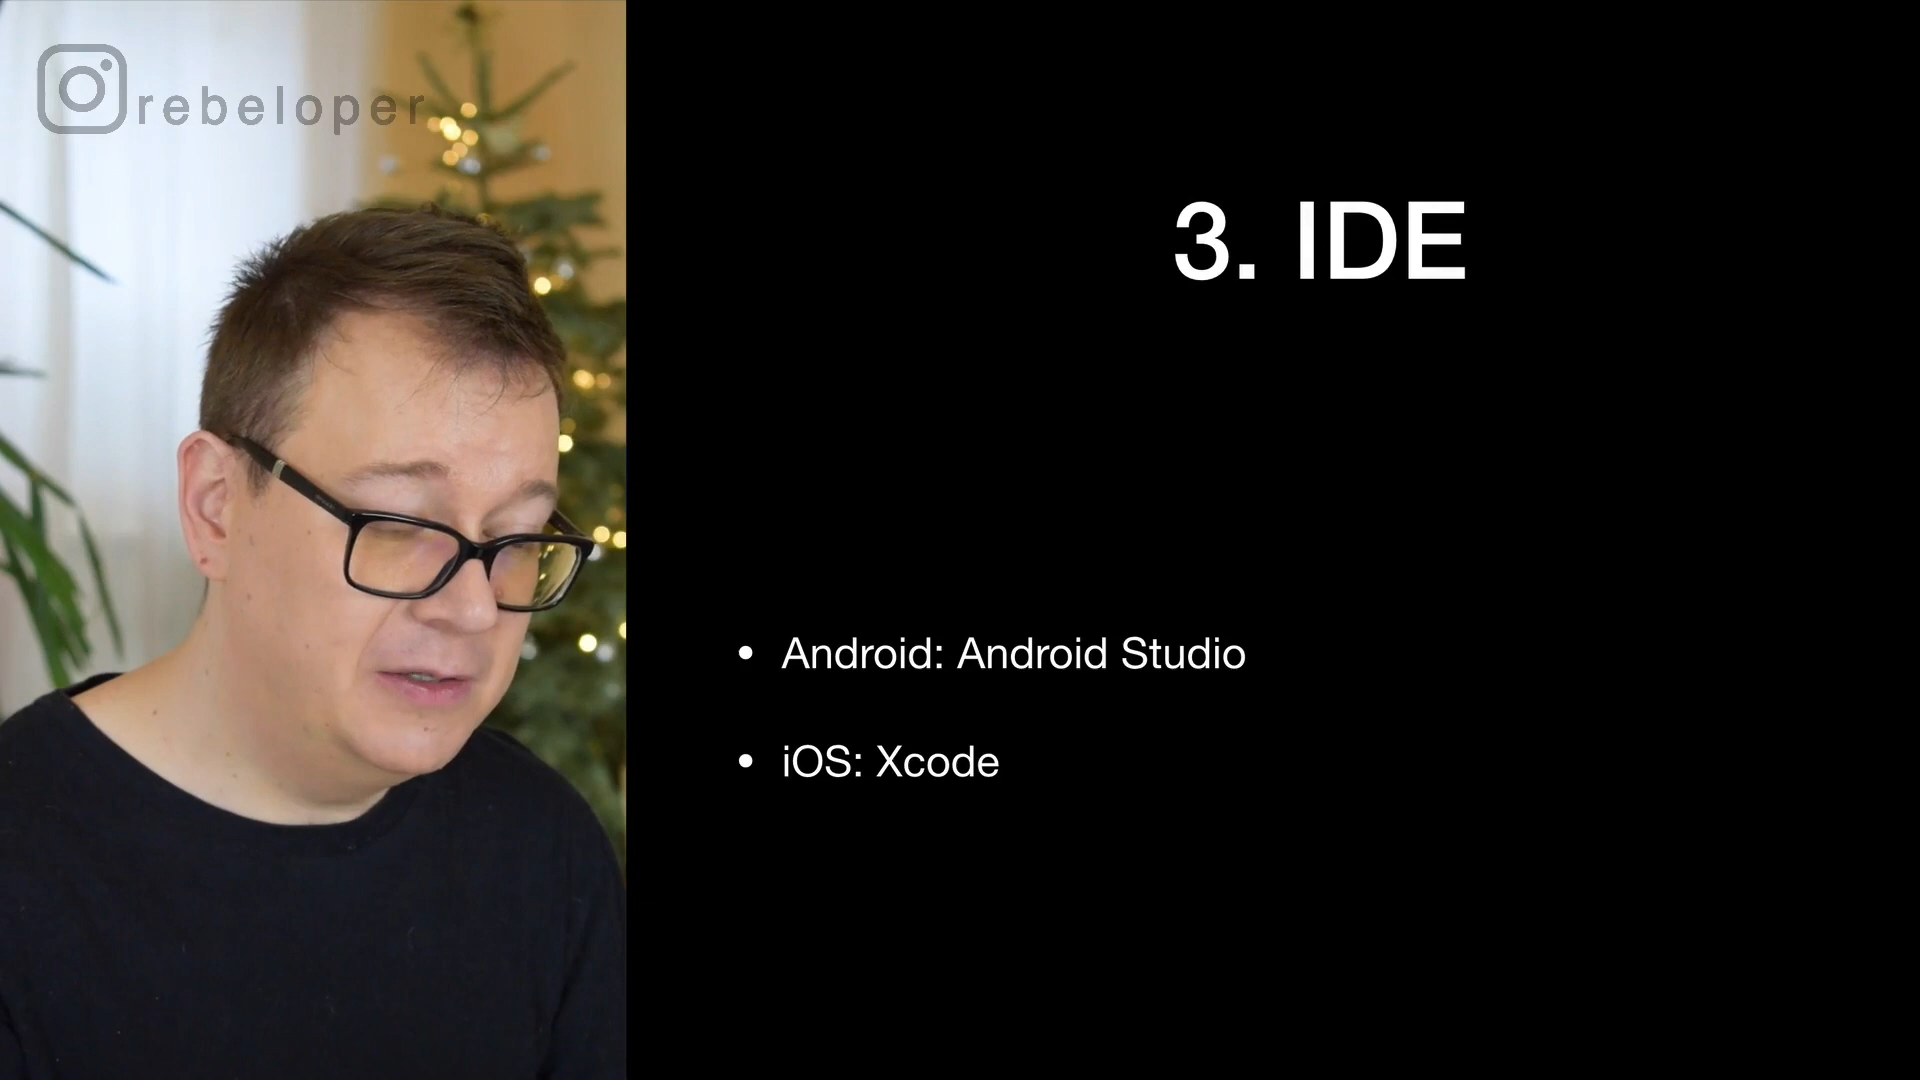 rebeloper
3. IDE
• Android: Android Studio
• iOS: Xcode